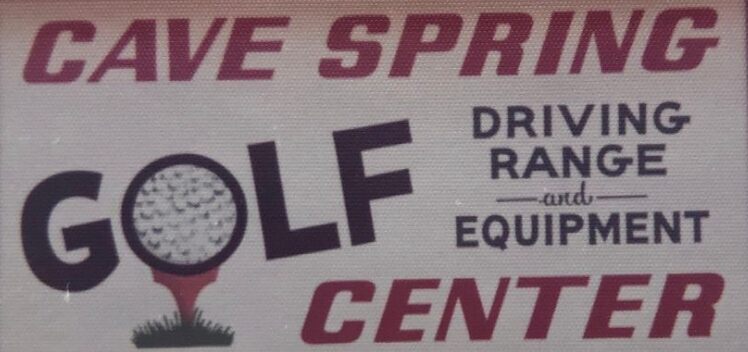 CAVE SPRING
GOLF
DRIVING
RANGE
and
EQUIPMENT
CENTER